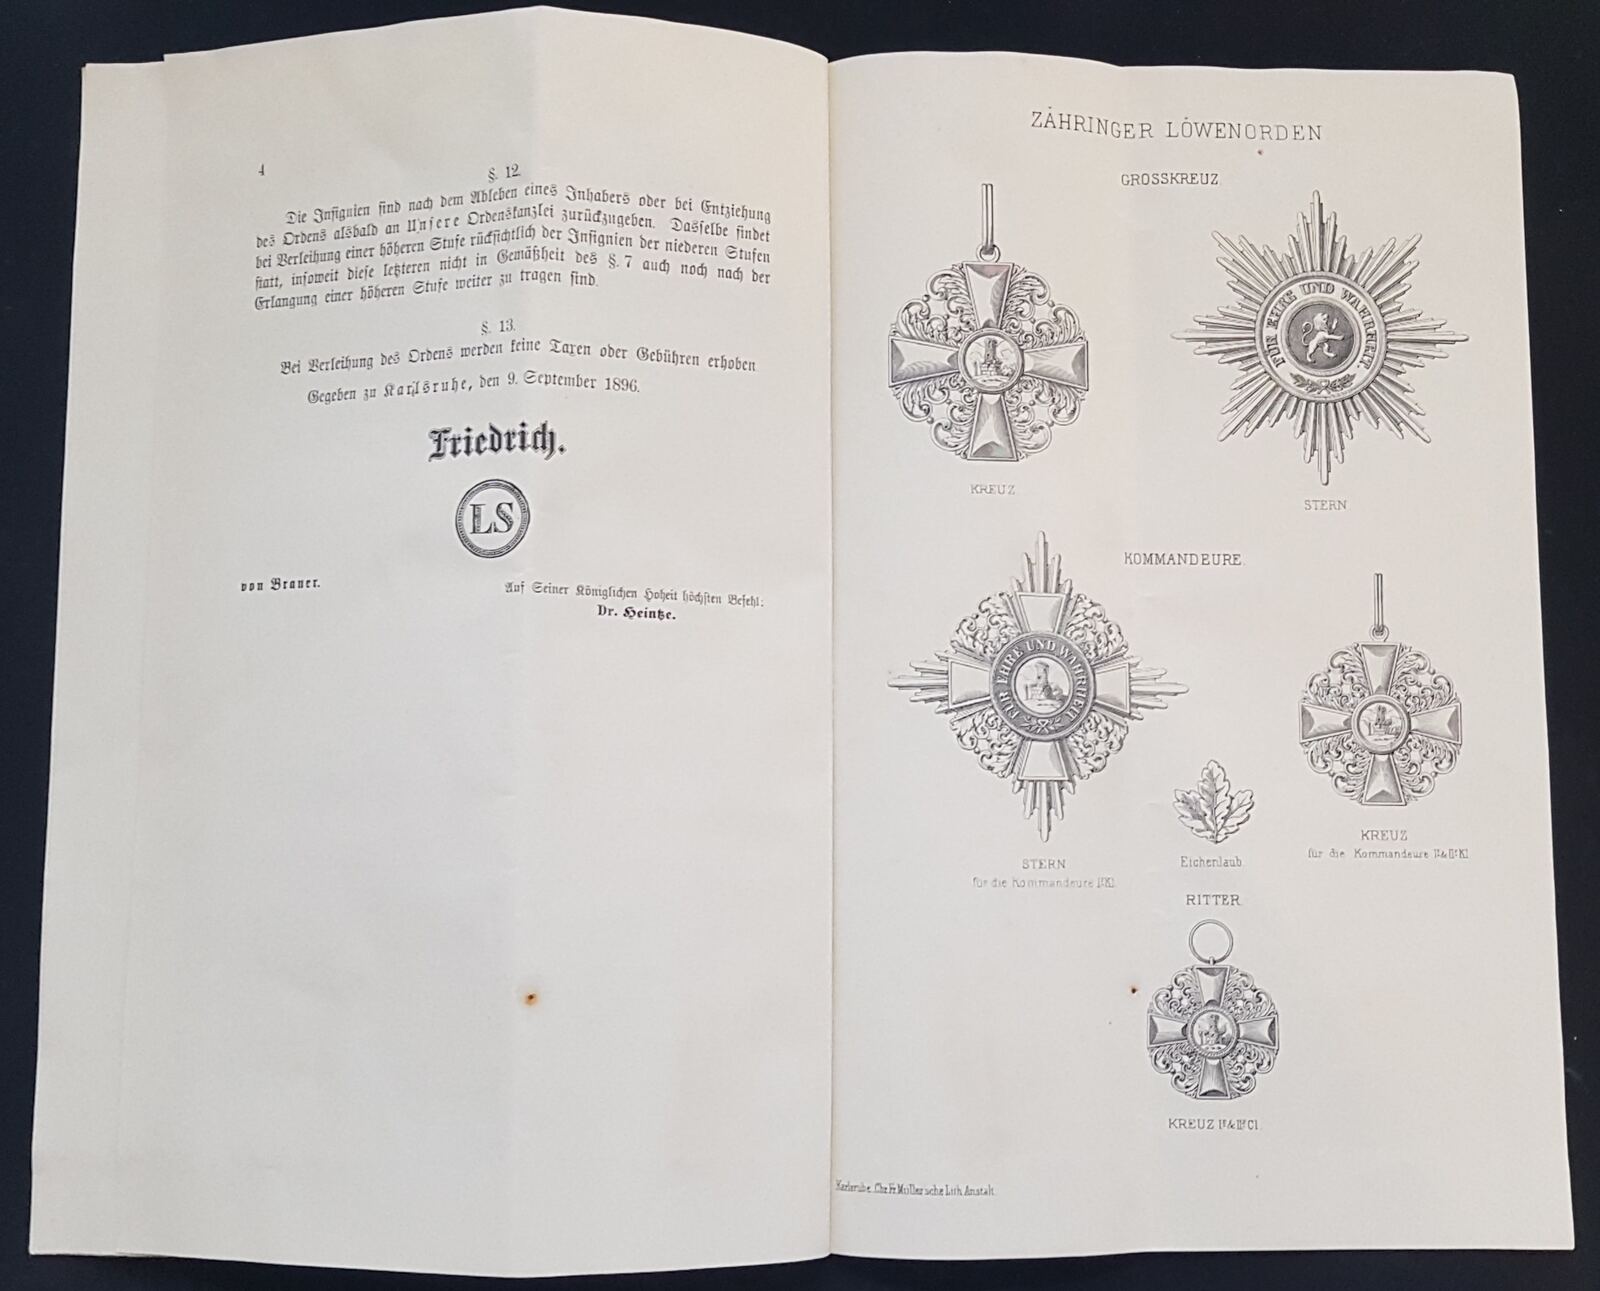 4
§. 12.
Die Insignien sind nach dem Ableben eines Inhabers oder bei Entziehung
des Ordens alsbald an Unsere Ordenskanzlei zurückzugeben. Dasselbe findet
bei Verleihung einer höheren Stufe rücksichtlich der Insignien der niederen Stufen
statt, insoweit diese letzteren nicht in Gemäßheit des §. 7 auch noch nach der
Erlangung einer höheren Stufe weiter zu tragen sind.
§. 13.
Bei Verleihung des Ordens werden keine Taxen oder Gebühren erhoben.
Gegeben zu Karlsruhe, den 9. September 1896.
Friedrich.
LS
von Brauer.
Auf Seiner Königlichen Hoheit höchsten Befehl:
Dr. Heintze.
ZÄHRINGER LÖWENORDEN
GROSSKREUZ.
FÜR EHRE UND WAHRHEIT.
KREUZ.
STERN
KOMMANDEURE.
FÜR EHRE UND WAHRHEIT.
STERN
für die Kommandeure I.r Kl.
Eichenlaub.
KREUZ
für die Kommandeure I.r & II.r Kl.
RITTER.
KREUZ I.r & II.r Cl.
Karlsruhe. Chr. Fr. Müller'sche Lith. Anstalt.